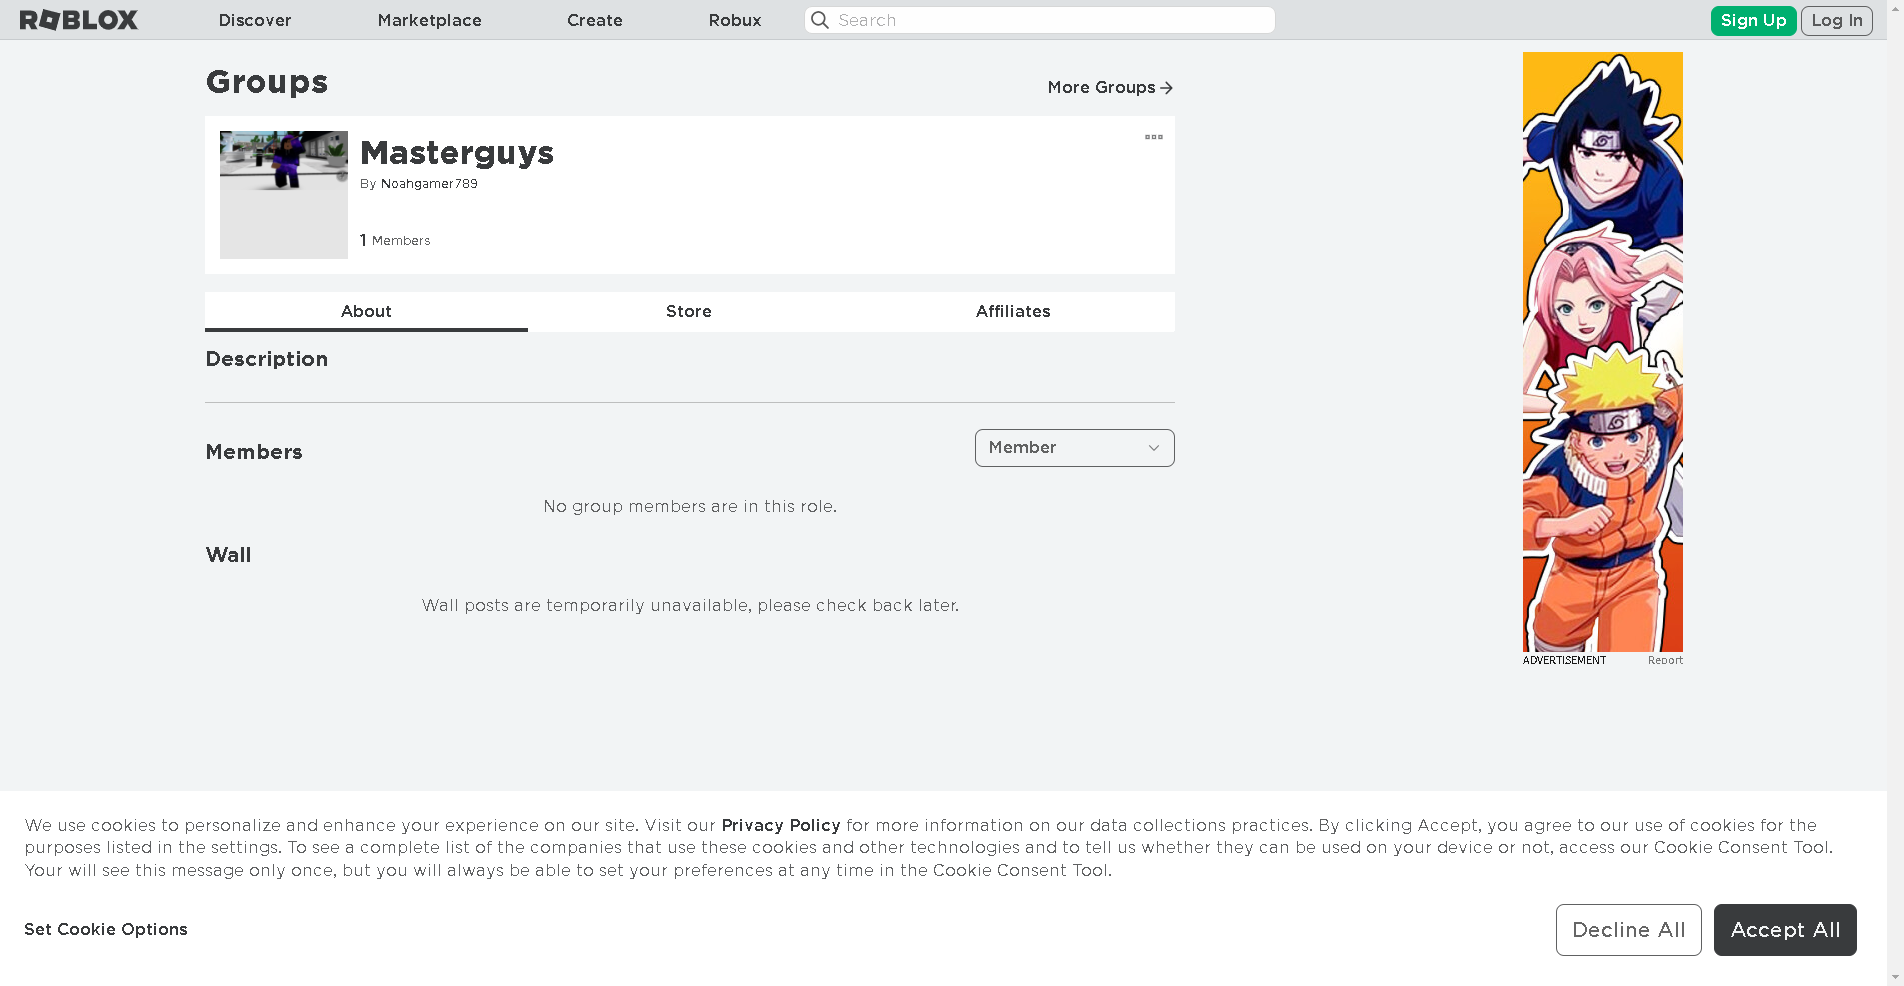 ROBLOX Discover Marketplace Create Robux Search Sign Up Log In
Groups
More Groups
Masterguys
By Noahgamer789
1 Members
About Store Affiliates
Description
Members
Member
No group members are in this role.
Wall
Wall posts are temporarily unavailable, please check back later.
ADVERTISEMENT Report
We use cookies to personalize and enhance your experience on our site. Visit our Privacy Policy for more information on our data collections practices. By clicking Accept, you agree to our use of cookies for the
purposes listed in the settings. To see a complete list of the companies that use these cookies and other technologies and to tell us whether they can be used on your device or not, access our Cookie Consent Tool.
Your will see this message only once, but you will always be able to set your preferences at any time in the Cookie Consent Tool.
Set Cookie Options
Decline All Accept All